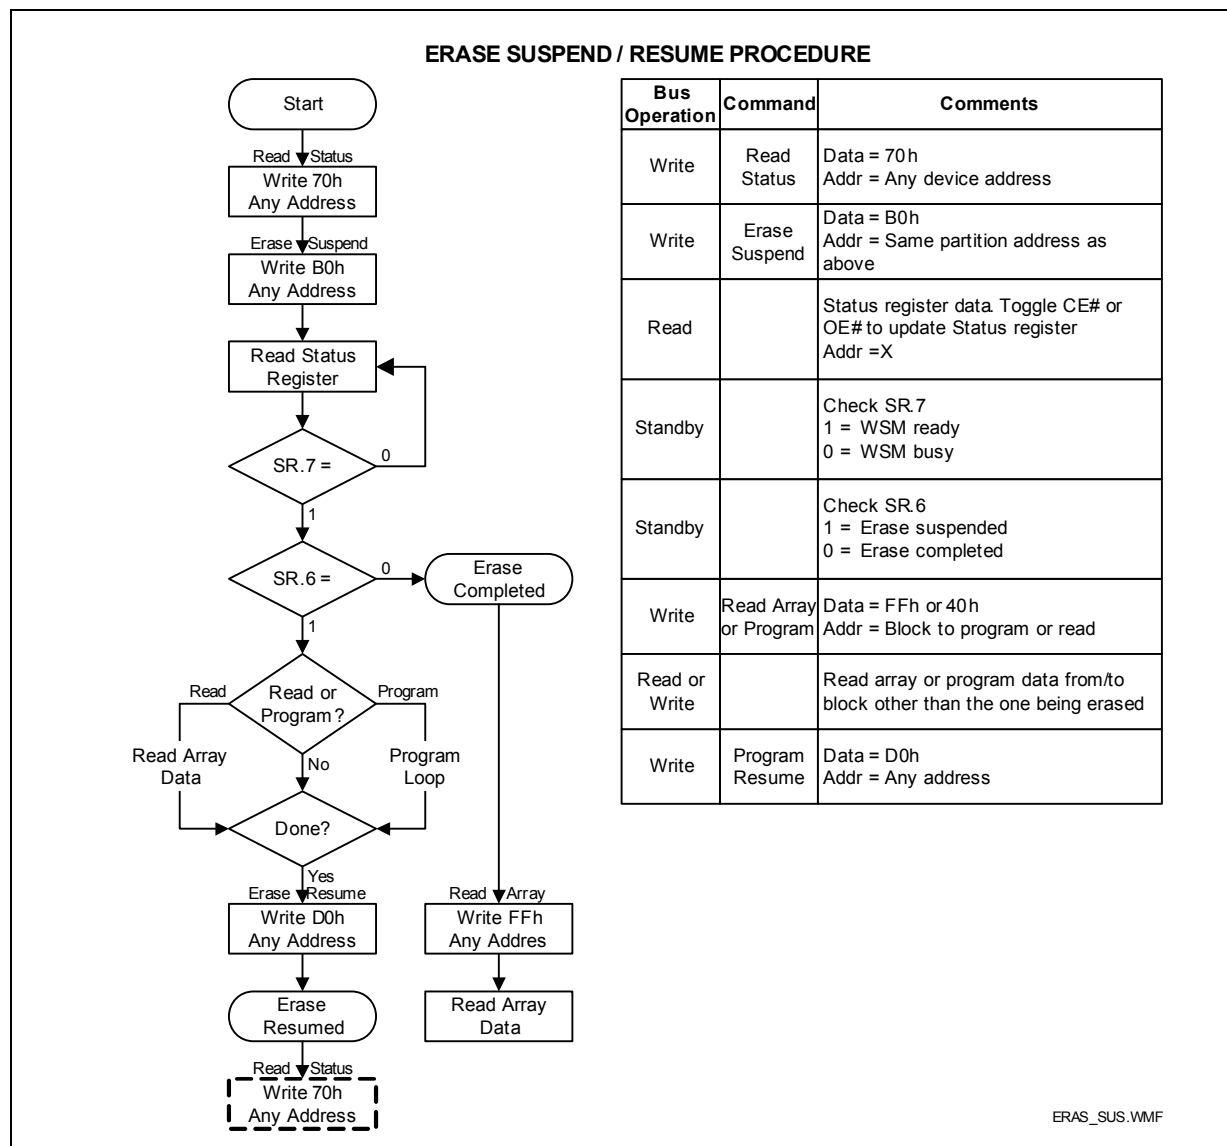 ERASE SUSPEND / RESUME PROCEDURE
Start
Read Status
Write 70h
Any Address
Erase Suspend
Write B0h
Any Address
Read Status
Register
SR.7 =
0
1
SR.6 =
0
Erase
Completed
1
Read
Read or
Program?
Program
Read Array
Data
No
Program
Loop
Done?
Yes
Erase Resume
Write D0h
Any Address
Read Array
Write FFh
Any Addres
Erase
Resumed
Read Array
Data
Read Status
Write 70h
Any Address
Bus
Operation
Command
Comments
Write
Read
Status
Data = 70h
Addr = Any device address
Write
Erase
Suspend
Data = B0h
Addr = Same partition address as
above
Read
Status register data. Toggle CE# or
OE# to update Status register
Addr =X
Standby
Check SR.7
1 = WSM ready
0 = WSM busy
Standby
Check SR.6
1 = Erase suspended
0 = Erase completed
Write
Read Array
or Program
Data = FFh or 40h
Addr = Block to program or read
Read or
Write
Read array or program data from/to
block other than the one being erased
Write
Program
Resume
Data = D0h
Addr = Any address
ERAS_SUS.WMF